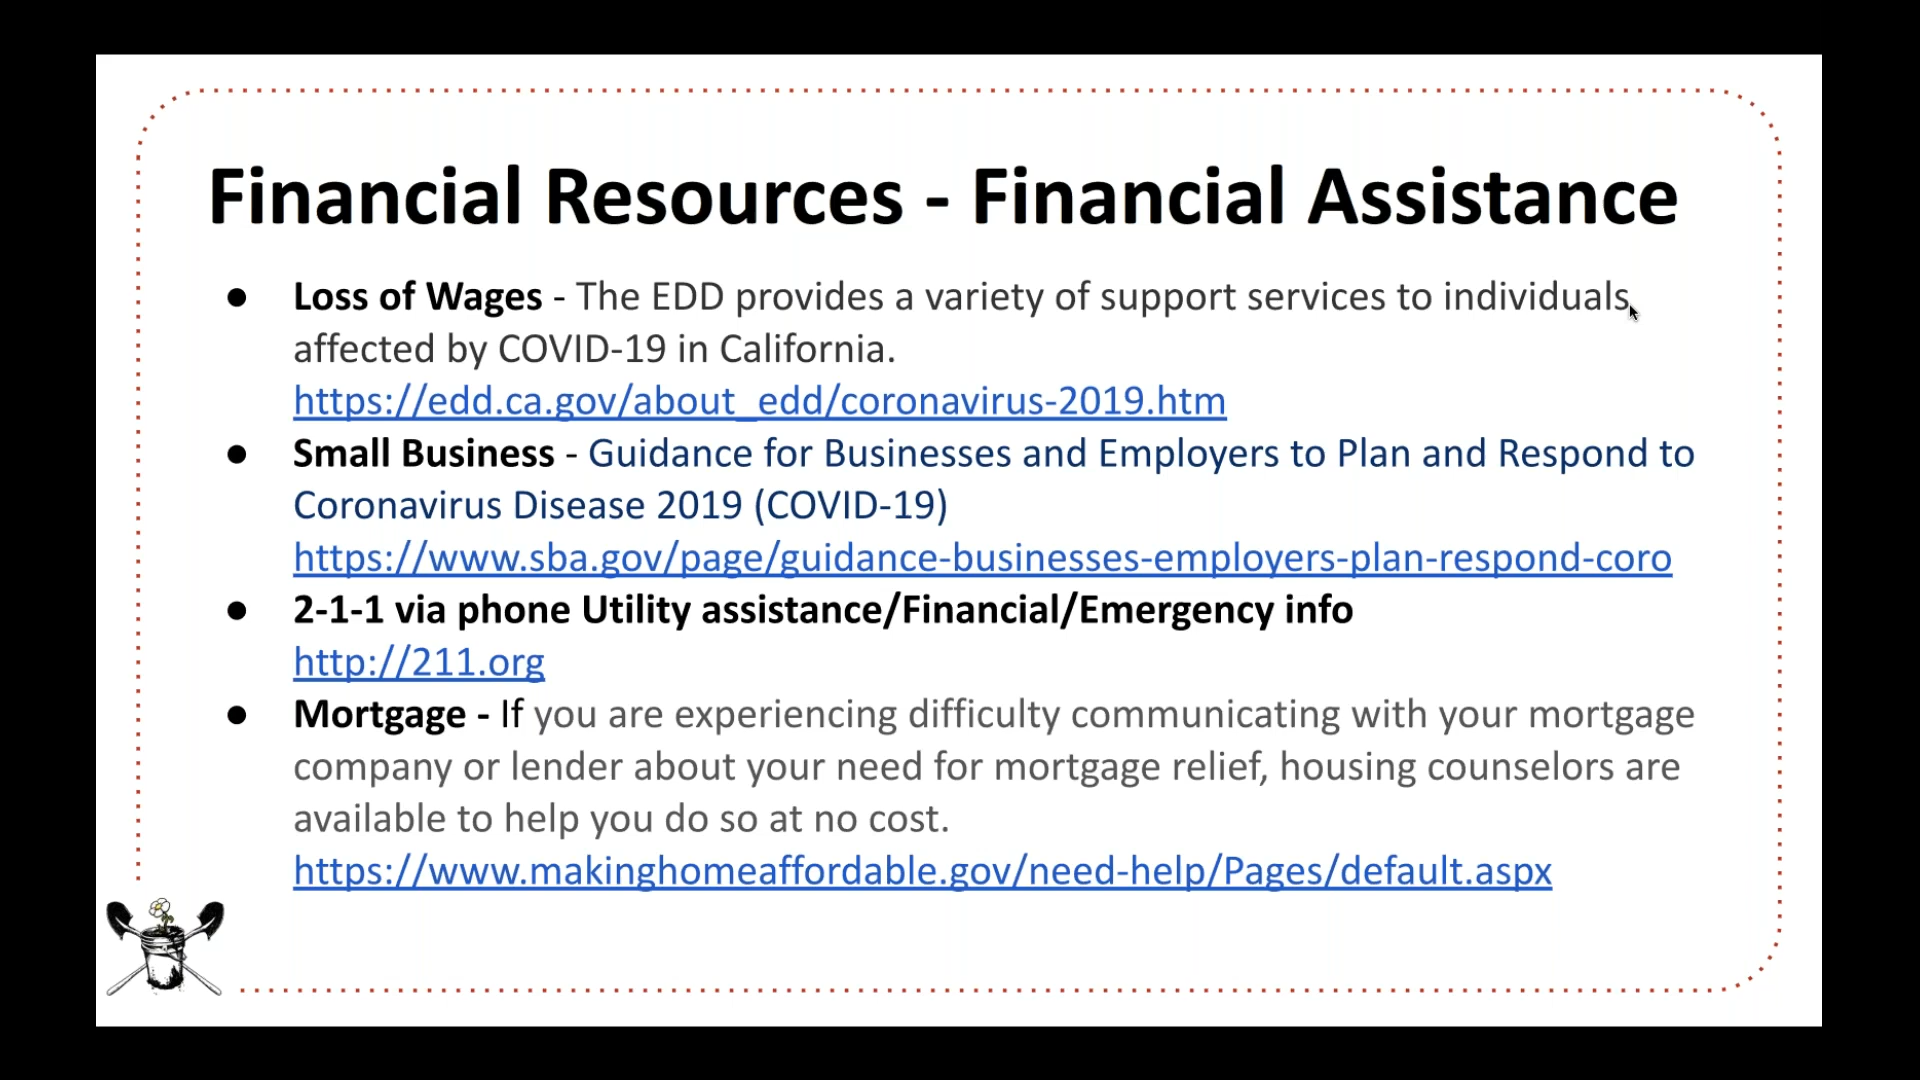 Financial Resources - Financial Assistance
● Loss of Wages - The EDD provides a variety of support services to individuals
affected by COVID-19 in California.
https://edd.ca.gov/about_edd/coronavirus-2019.htm
● Small Business - Guidance for Businesses and Employers to Plan and Respond to
Coronavirus Disease 2019 (COVID-19)
https://www.sba.gov/page/guidance-businesses-employers-plan-respond-coro
● 2-1-1 via phone Utility assistance/Financial/Emergency info
http://211.org
● Mortgage - If you are experiencing difficulty communicating with your mortgage
company or lender about your need for mortgage relief, housing counselors are
available to help you do so at no cost.
https://www.makinghomeaffordable.gov/need-help/Pages/default.aspx